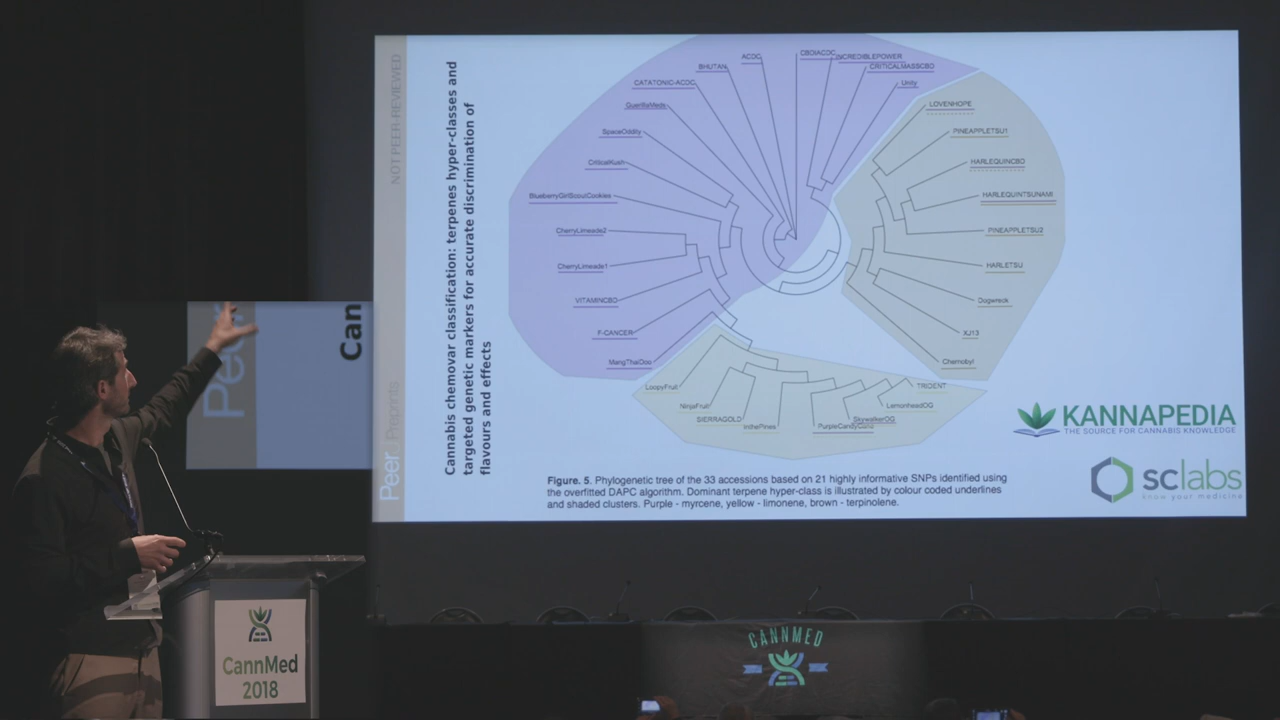 NOT PEER-REVIEWED
PeerJ Preprints
Cannabis chemovar classification: terpenes hyper-classes and
targeted genetic markers for accurate discrimination of
flavours and effects
ACDC
BHUTAN
CATATONIC-ACDC
GuerillaMeds
SpaceOddity
CriticalKush
BlueberryGirlScoutCookies
CherryLimeade2
CherryLimeade1
VITAMINCBD
F-CANCER
MangThaiDoo
CBDIACDC
INCREDIBLEPOWER
CRITICALMASSCBD
Unity
LOVENHOPE
PINEAPPLETSU1
HARLEQUINCBD
HARLEQUINTSUNAMI
PINEAPPLETSU2
HARLETSU
Dogwreck
XJ13
Chernobyl
LoopyFruit
NinjaFruit
SIERRAGOLD
InthePines
PurpleCandyCane
SkywalkerOG
LemonheadOG
TRIDENT
Figure. 5. Phylogenetic tree of the 33 accessions based on 21 highly informative SNPs identified using
the overfitted DAPC algorithm. Dominant terpene hyper-class is illustrated by colour coded underlines
and shaded clusters. Purple - myrcene, yellow - limonene, brown - terpinolene.
KANNAPEDIA
THE SOURCE FOR CANNABIS KNOWLEDGE
sclabs
know your medicine
Peer
Can
CannMed
2018
CANNMED